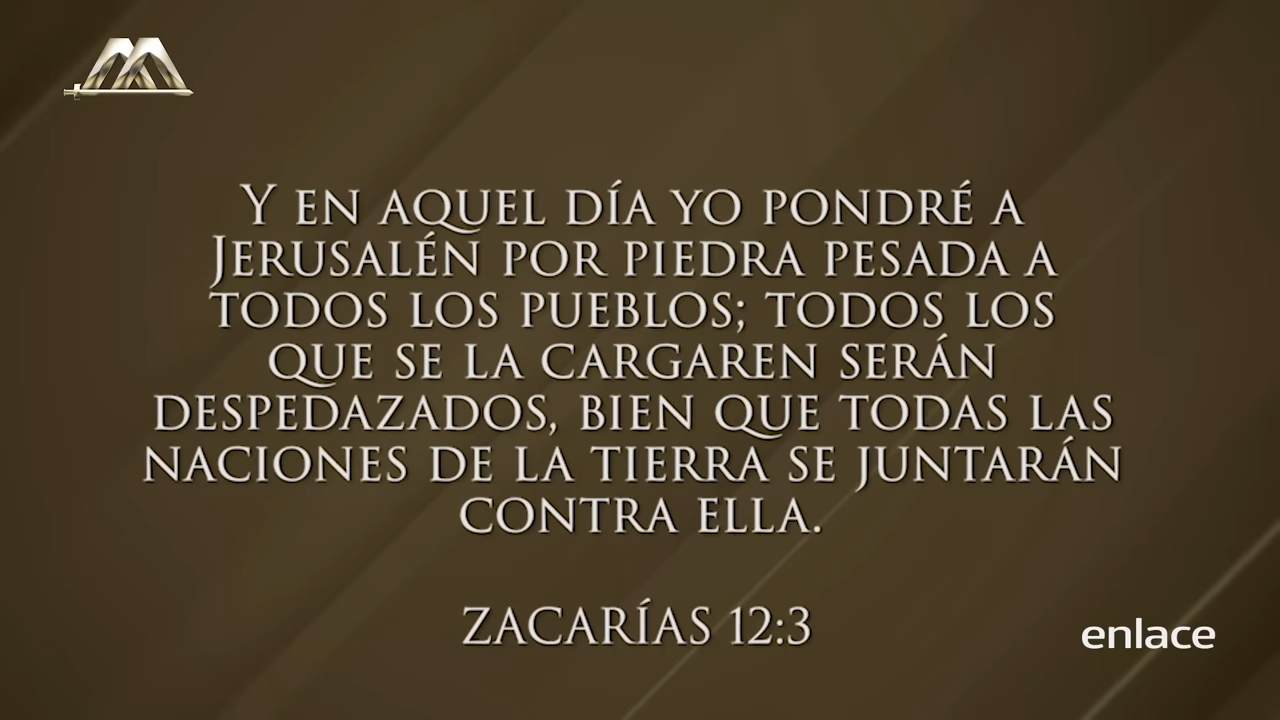 Y en aquel día yo pondré a
Jerusalén por piedra pesada a
todos los pueblos; todos los
que se la cargaren serán
despedazados, bien que todas las
naciones de la tierra se juntarán
contra ella.
Zacarías 12:3
enlace